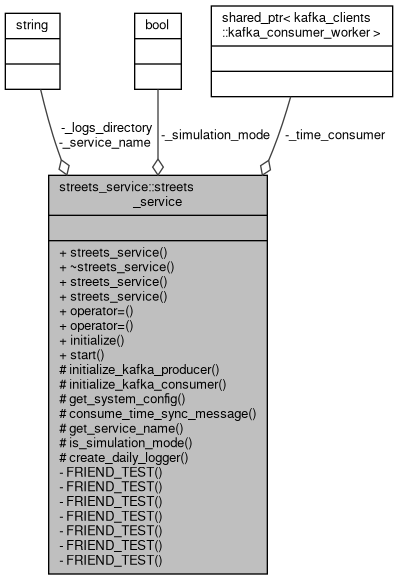 string
bool
shared_ptr< kafka_clients
::kafka_consumer_worker >
-_logs_directory
-_service_name
-_simulation_mode
-_time_consumer
streets_service::streets
_service
+ streets_service()
+ ~streets_service()
+ streets_service()
+ streets_service()
+ operator=()
+ operator=()
+ initialize()
+ start()
# initialize_kafka_producer()
# initialize_kafka_consumer()
# get_system_config()
# consume_time_sync_message()
# get_service_name()
# is_simulation_mode()
# create_daily_logger()
- FRIEND_TEST()
- FRIEND_TEST()
- FRIEND_TEST()
- FRIEND_TEST()
- FRIEND_TEST()
- FRIEND_TEST()
- FRIEND_TEST()